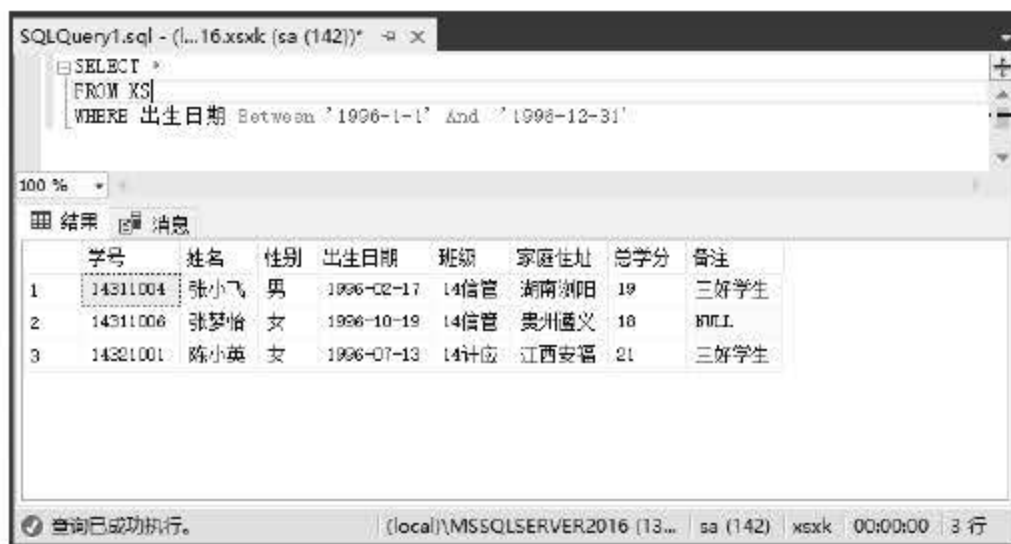 SQLQuery1.sql - (l...16.xsxk (sa (142))*
SELECT *
FROM XS
WHERE 出生日期 Between '1996-1-1' And '1996-12-31'
100 %
结果 消息
学号 姓名 性别 出生日期 班级 家庭住址 总学分 备注
1 14311004 张小飞 男 1996-02-17 14信管 湖南浏阳 19 三好学生
2 14311006 张梦怡 女 1996-10-19 14信管 贵州遵义 18 NULL
3 14321001 陈小英 女 1996-07-13 14计应 江西安福 21 三好学生
查询已成功执行。 (local)\MSSQLSERVER2016 (13... sa (142) xsxk 00:00:00 3 行